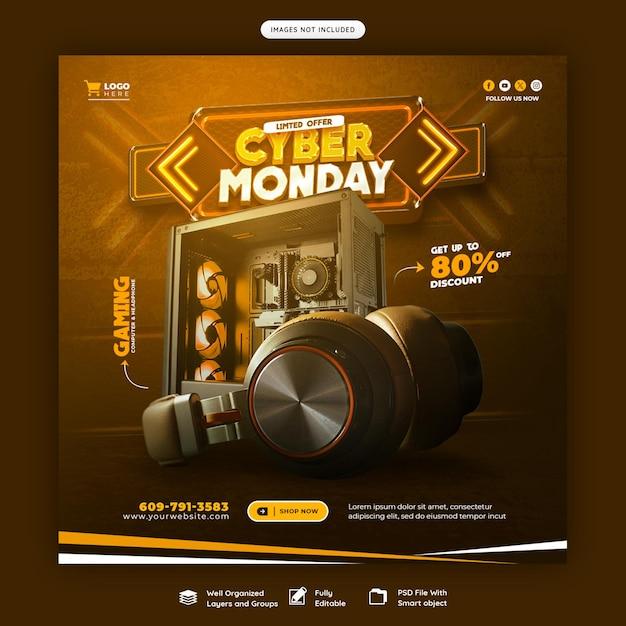 IMAGES NOT INCLUDED
LOGO
HERE
FOLLOW US NOW
LIMTED OFFER
CYBER
MONDAY
GET UP TO
80% OFF
DISCOUNT
GAMING
COMPUTER & HEADPHONE
609-791-3583
www.yourwebsite.com
SHOP NOW
Lorem ipsum dolor sit amet, consectetur
adipiscing elit, sed do eiusmod tempor
Well Organized
Layers and Groups
Fully
Editable
PSD File With
Smart object